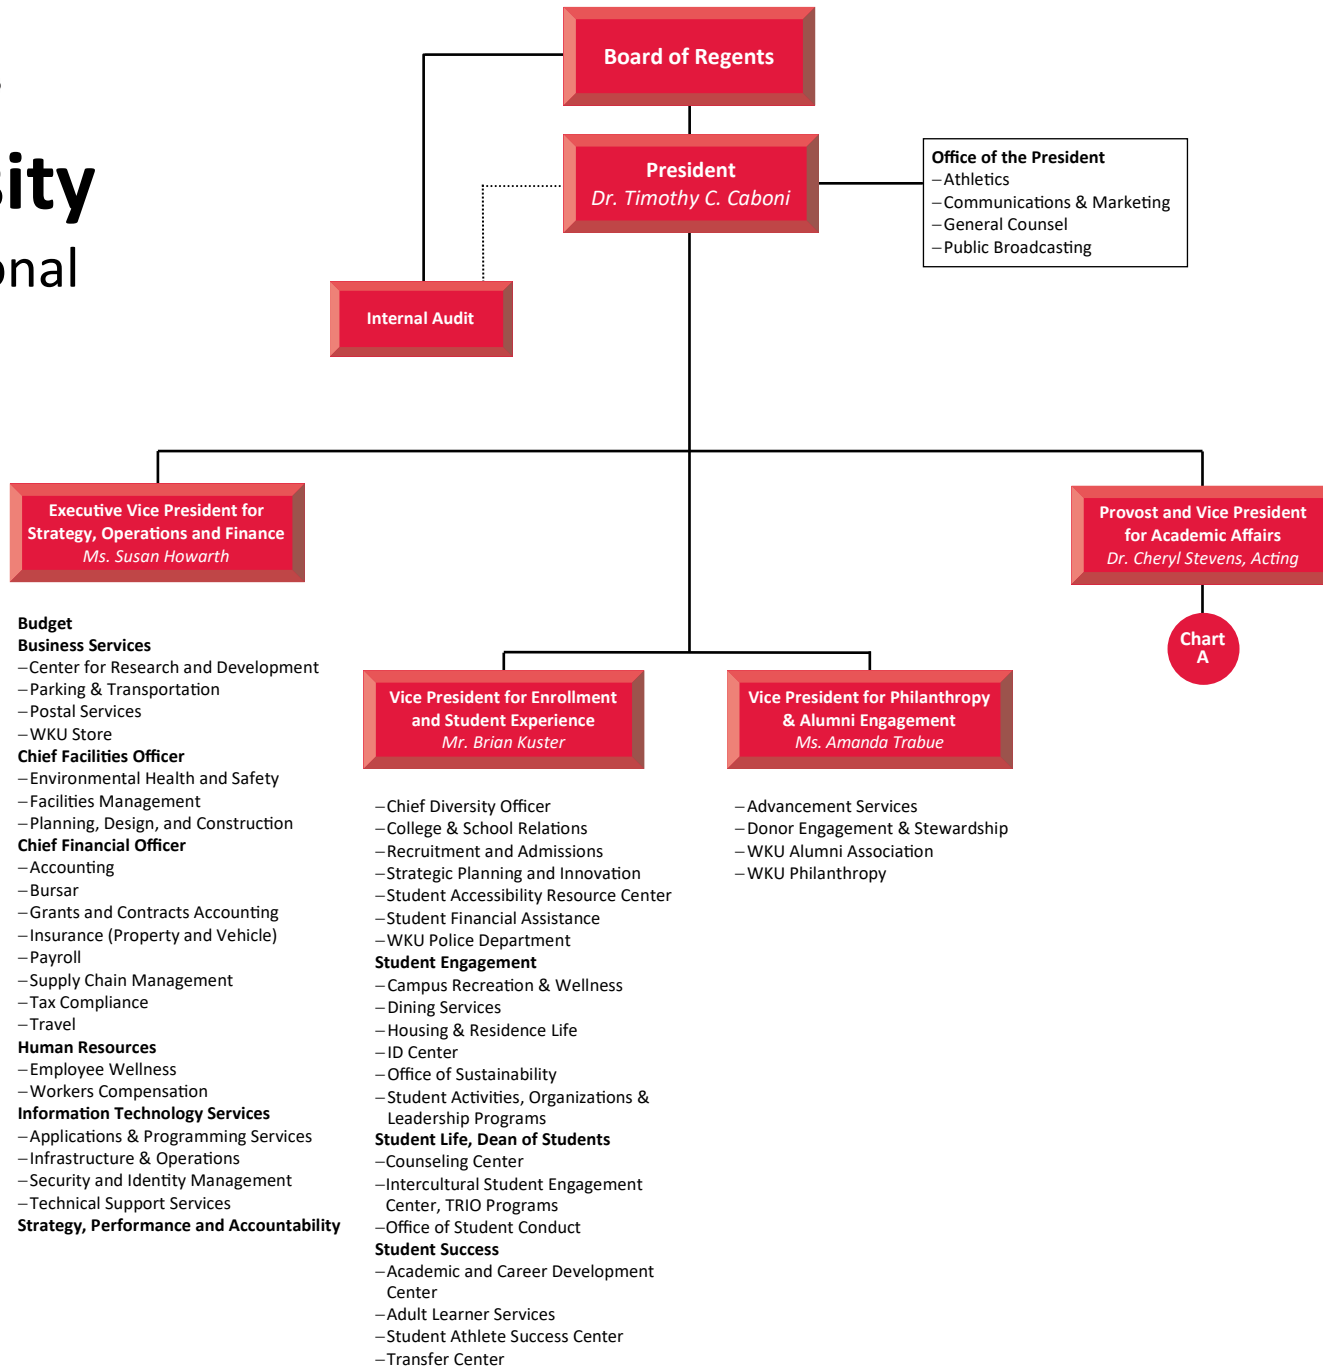 sity
onal
Board of Regents
President
Dr. Timothy C. Caboni
Office of the President
–Athletics
–Communications & Marketing
–General Counsel
–Public Broadcasting
Internal Audit
Executive Vice President for
Strategy, Operations and Finance
Ms. Susan Howarth
Provost and Vice President
for Academic Affairs
Dr. Cheryl Stevens, Acting
Chart
A
Budget
Business Services
–Center for Research and Development
–Parking & Transportation
–Postal Services
–WKU Store
Chief Facilities Officer
–Environmental Health and Safety
–Facilities Management
–Planning, Design, and Construction
Chief Financial Officer
–Accounting
–Bursar
–Grants and Contracts Accounting
–Insurance (Property and Vehicle)
–Payroll
–Supply Chain Management
–Tax Compliance
–Travel
Human Resources
–Employee Wellness
–Workers Compensation
Information Technology Services
–Applications & Programming Services
–Infrastructure & Operations
–Security and Identity Management
–Technical Support Services
Strategy, Performance and Accountability
Vice President for Enrollment
and Student Experience
Mr. Brian Kuster
–Chief Diversity Officer
–College & School Relations
–Recruitment and Admissions
–Strategic Planning and Innovation
–Student Accessibility Resource Center
–Student Financial Assistance
–WKU Police Department
Student Engagement
–Campus Recreation & Wellness
–Dining Services
–Housing & Residence Life
–ID Center
–Office of Sustainability
–Student Activities, Organizations &
Leadership Programs
Student Life, Dean of Students
–Counseling Center
–Intercultural Student Engagement
Center, TRIO Programs
–Office of Student Conduct
Student Success
–Academic and Career Development
Center
–Adult Learner Services
–Student Athlete Success Center
–Transfer Center
Vice President for Philanthropy
& Alumni Engagement
Ms. Amanda Trabue
–Advancement Services
–Donor Engagement & Stewardship
–WKU Alumni Association
–WKU Philanthropy